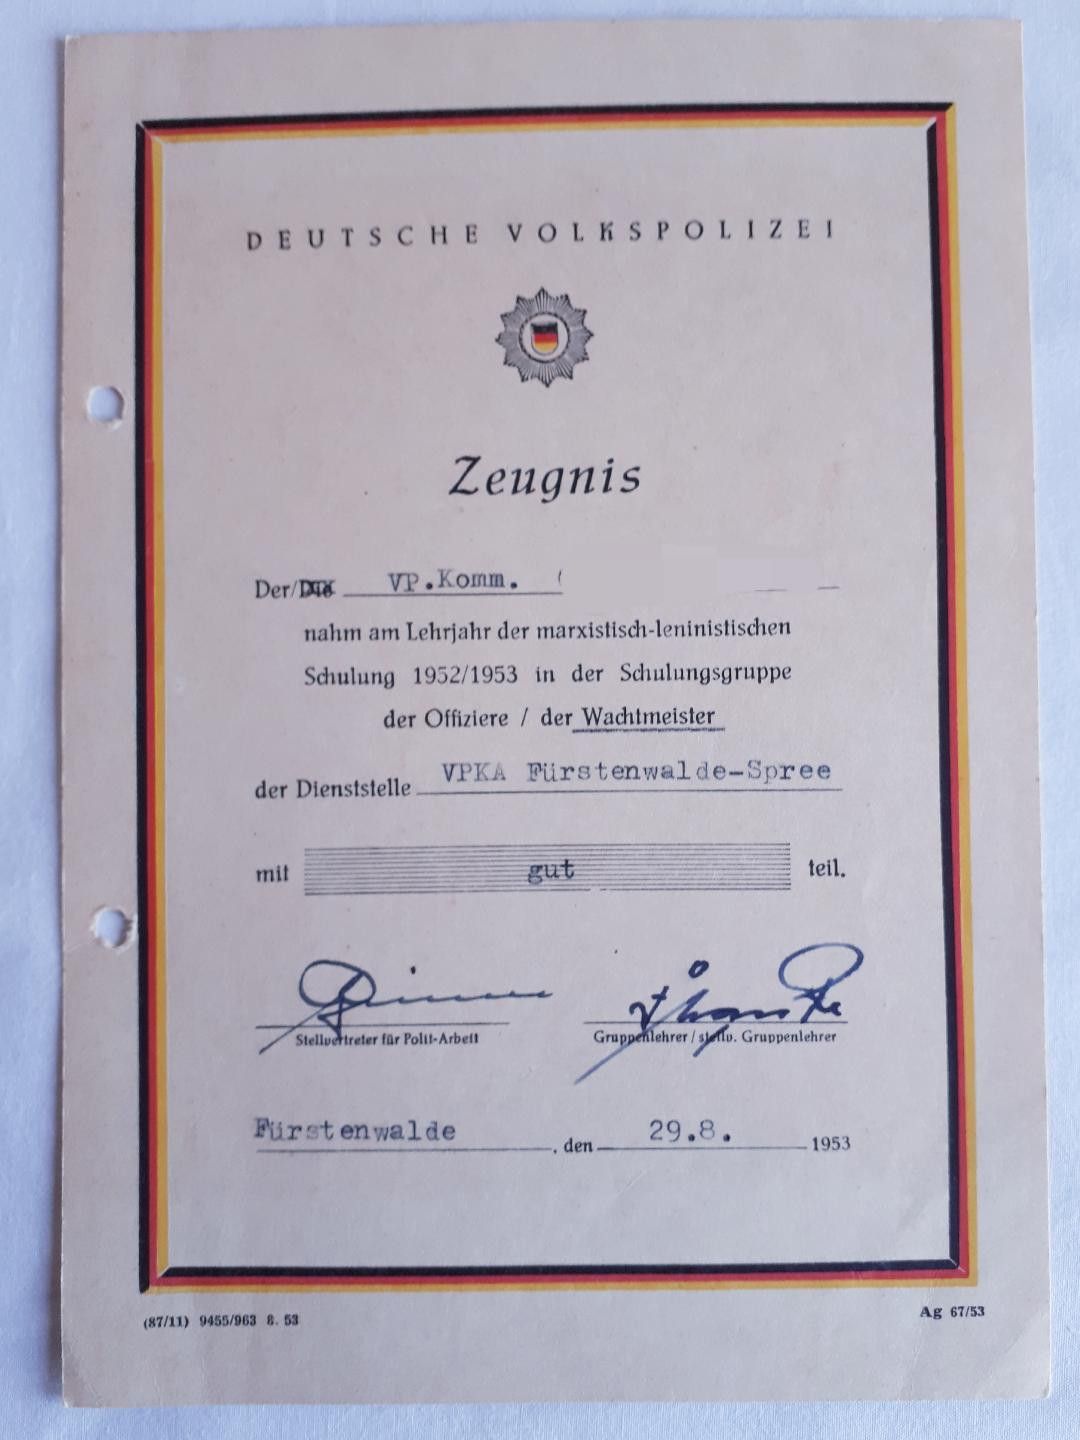 DEUTSCHE VOLKSPOLIZEI
Zeugnis
Der/Die VP.Komm.
nahm am Lehrjahr der marxistisch-leninistischen
Schulung 1952/1953 in der Schulungsgruppe
der Offiziere / der Wachtmeister
der Dienststelle VPKA Fürstenwalde-Spree
mit gut teil.
Stellvertreter für Polit-Arbeit
Gruppenlehrer / stellv. Gruppenlehrer
Fürstenwalde, den 29.8. 1953
(87/11) 9455/963 8. 53
Ag 67/53